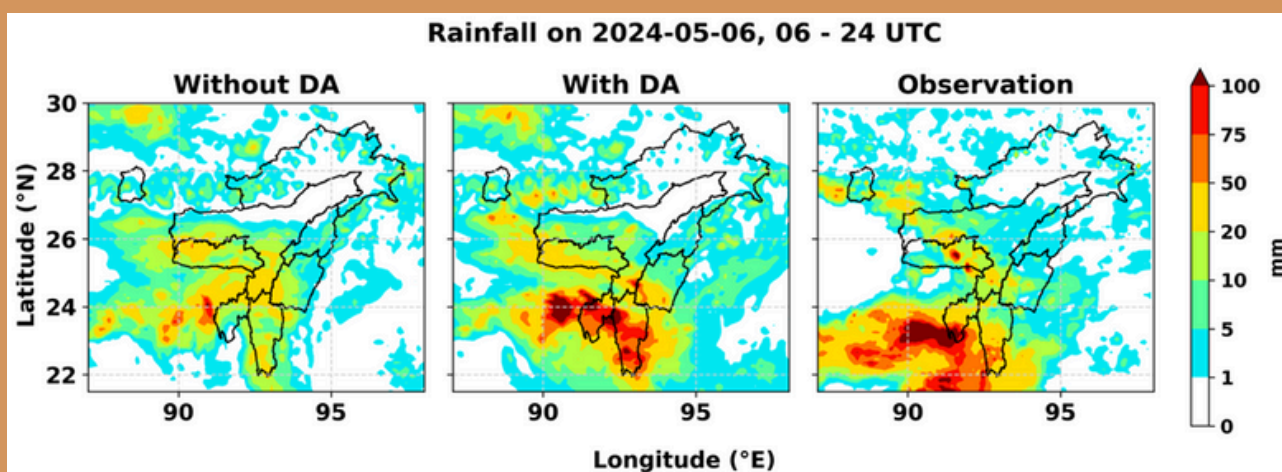 Rainfall on 2024-05-06, 06 - 24 UTC
Without DA
With DA
Observation
30
28
26
24
22
Latitude (°N)
90
95
90
95
90
95
Longitude (°E)
100
75
50
20
10
5
1
0
mm